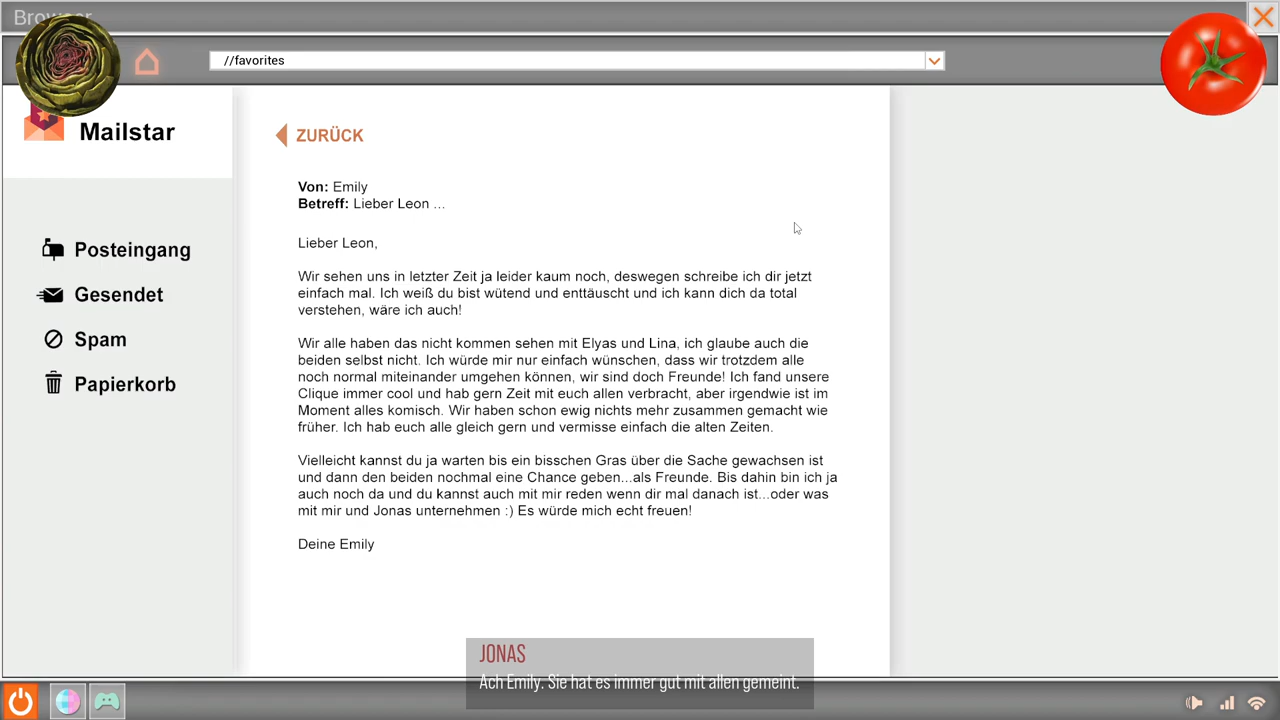 Browser
//favorites
Mailstar
ZURÜCK
Von: Emily
Betreff: Lieber Leon ...
Posteingang
Gesendet
Spam
Papierkorb
Lieber Leon,
Wir sehen uns in letzter Zeit ja leider kaum noch, deswegen schreibe ich dir jetzt
einfach mal. Ich weiß du bist wütend und enttäuscht und ich kann dich da total
verstehen, wäre ich auch!
Wir alle haben das nicht kommen sehen mit Elyas und Lina, ich glaube auch die
beiden selbst nicht. Ich würde mir nur einfach wünschen, dass wir trotzdem alle
noch normal miteinander umgehen können, wir sind doch Freunde! Ich fand unsere
Clique immer cool und hab gern Zeit mit euch allen verbracht, aber irgendwie ist im
Moment alles komisch. Wir haben schon ewig nichts mehr zusammen gemacht wie
früher. Ich hab euch alle gleich gern und vermisse einfach die alten Zeiten.
Vielleicht kannst du ja warten bis ein bisschen Gras über die Sache gewachsen ist
und dann den beiden nochmal eine Chance geben...als Freunde. Bis dahin bin ich ja
auch noch da und du kannst auch mit mir reden wenn dir mal danach ist...oder was
mit mir und Jonas unternehmen :) Es würde mich echt freuen!
Deine Emily
JONAS
Ach Emily. Sie hat es immer gut mit allen gemeint.